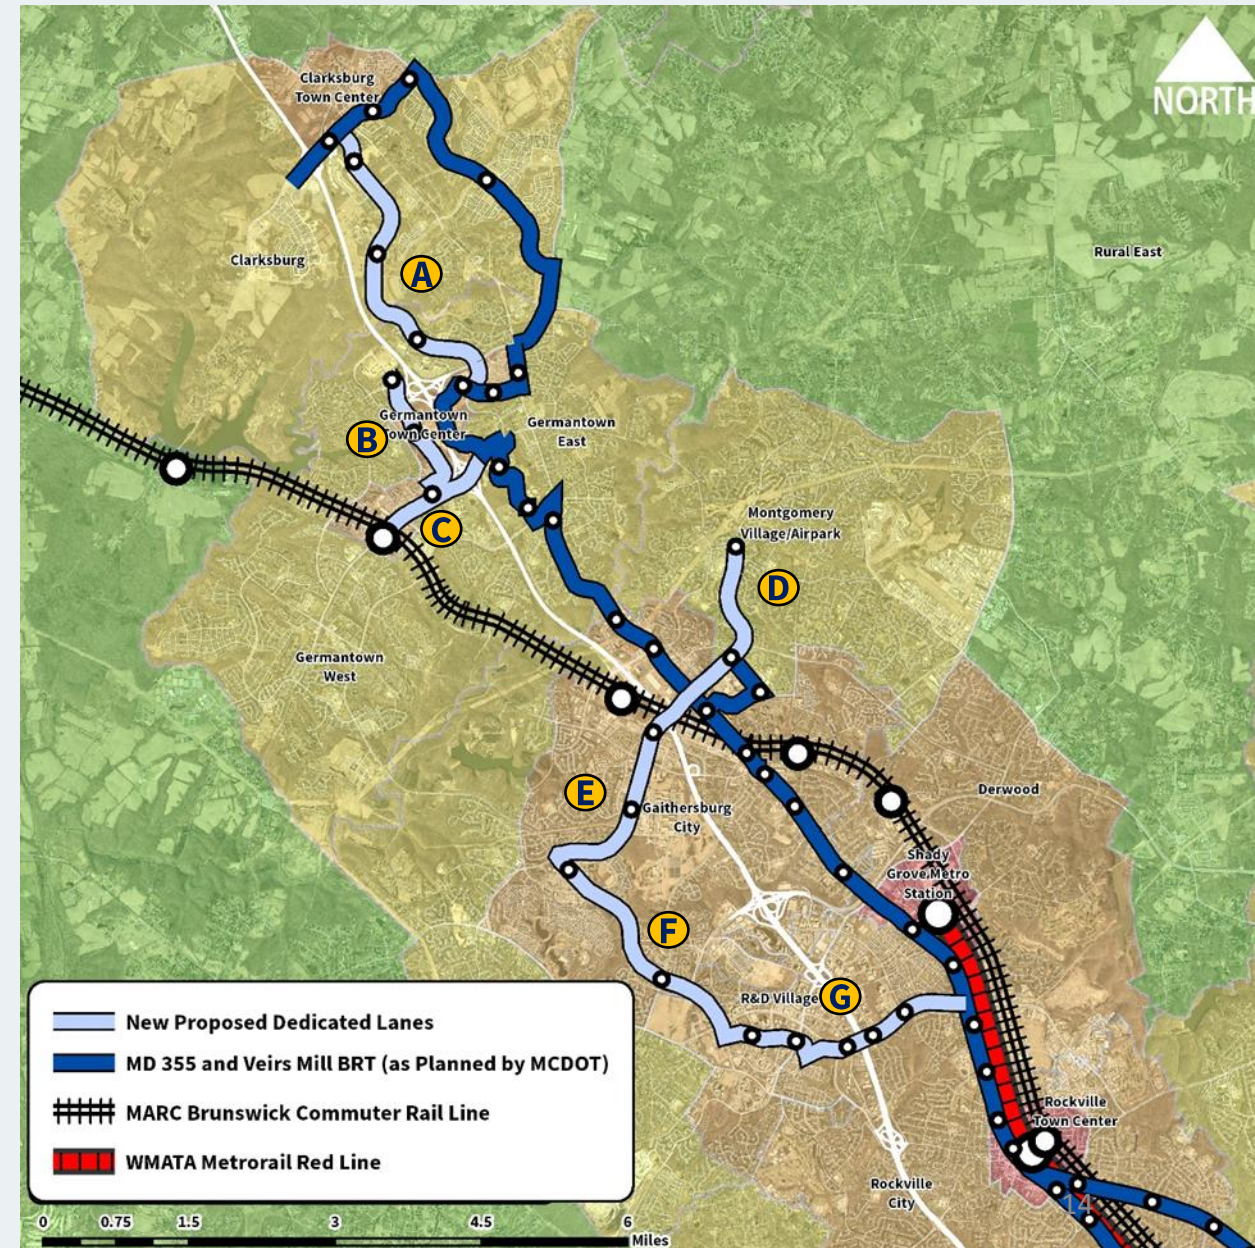 Clarksburg
Town Center
NORTH
Clarksburg
A
Rural East
Germantown
Town Center
B
Germantown
East
C
Montgomery
Village/Airpark
D
Germantown
West
E
Gaithersburg
City
Derwood
Shady
Grove Metro
Station
F
R&D Village
G
New Proposed Dedicated Lanes
MD 355 and Veirs Mill BRT (as Planned by MCDOT)
MARC Brunswick Commuter Rail Line
WMATA Metrorail Red Line
Rockville
Town Center
Rockville
City
14
0 0.75 1.5 3 4.5 6
Miles